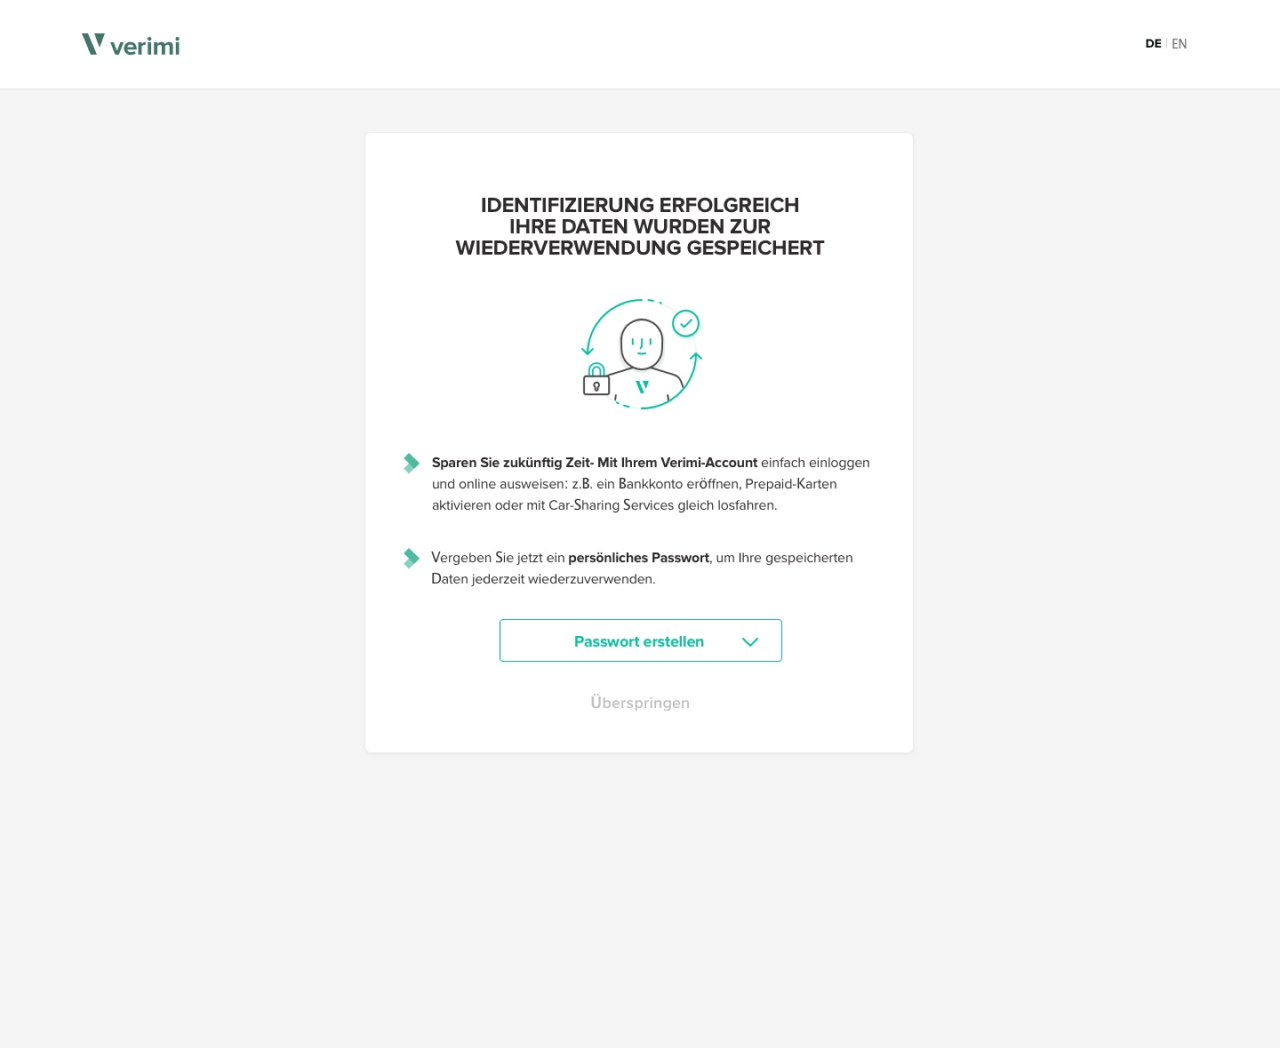 verimi
DE | EN
IDENTIFIZIERUNG ERFOLGREICH
IHRE DATEN WURDEN ZUR
WIEDERVERWENDUNG GESPEICHERT
Sparen Sie zukünftig Zeit- Mit Ihrem Verimi-Account einfach einloggen
und online ausweisen: z.B. ein Bankkonto eröffnen, Prepaid-Karten
aktivieren oder mit Car-Sharing Services gleich losfahren.
Vergeben Sie jetzt ein persönliches Passwort, um Ihre gespeicherten
Daten jederzeit wiederzuverwenden.
Passwort erstellen
Überspringen